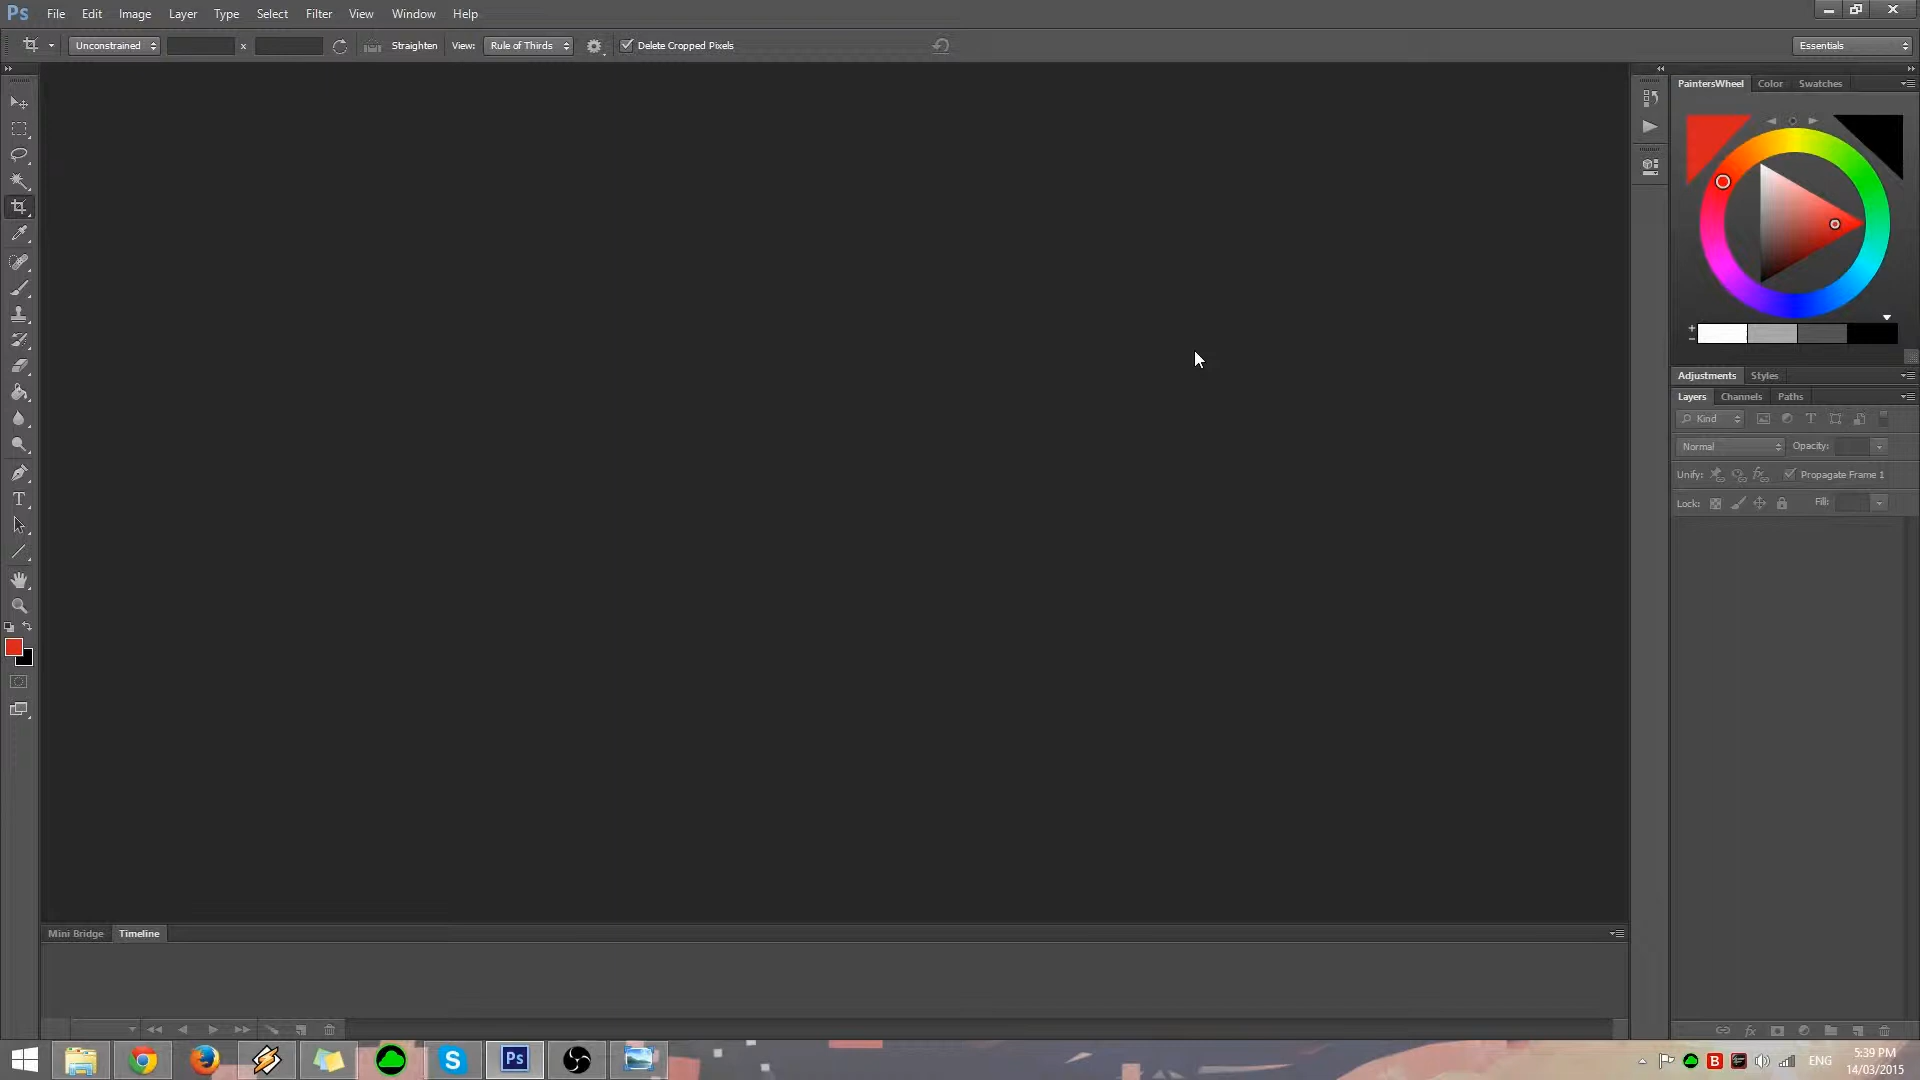 Ps File Edit Image Layer Type Select Filter View Window Help
Unconstrained x Straighten View: Rule of Thirds Delete Cropped Pixels Essentials
PaintersWheel Color Swatches
Adjustments Styles
Layers Channels Paths
Kind
Normal Opacity:
Unify: Propagate Frame 1
Lock: Fill:
T
Mini Bridge Timeline
S Ps B ENG
5:39 PM
14/03/2015